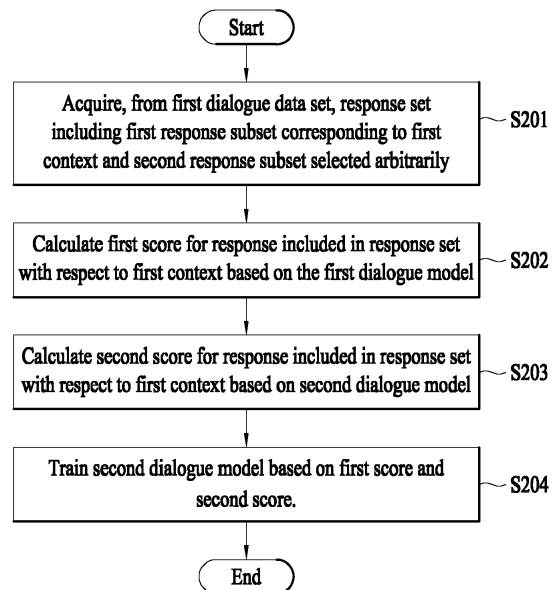 Start
Acquire, from first dialogue data set, response set
including first response subset corresponding to first
context and second response subset selected arbitrarily
S201
Calculate first score for response included in response set
with respect to first context based on the first dialogue model
S202
Calculate second score for response included in response set
with respect to first context based on second dialogue model
S203
Train second dialogue model based on first score and
second score.
S204
End